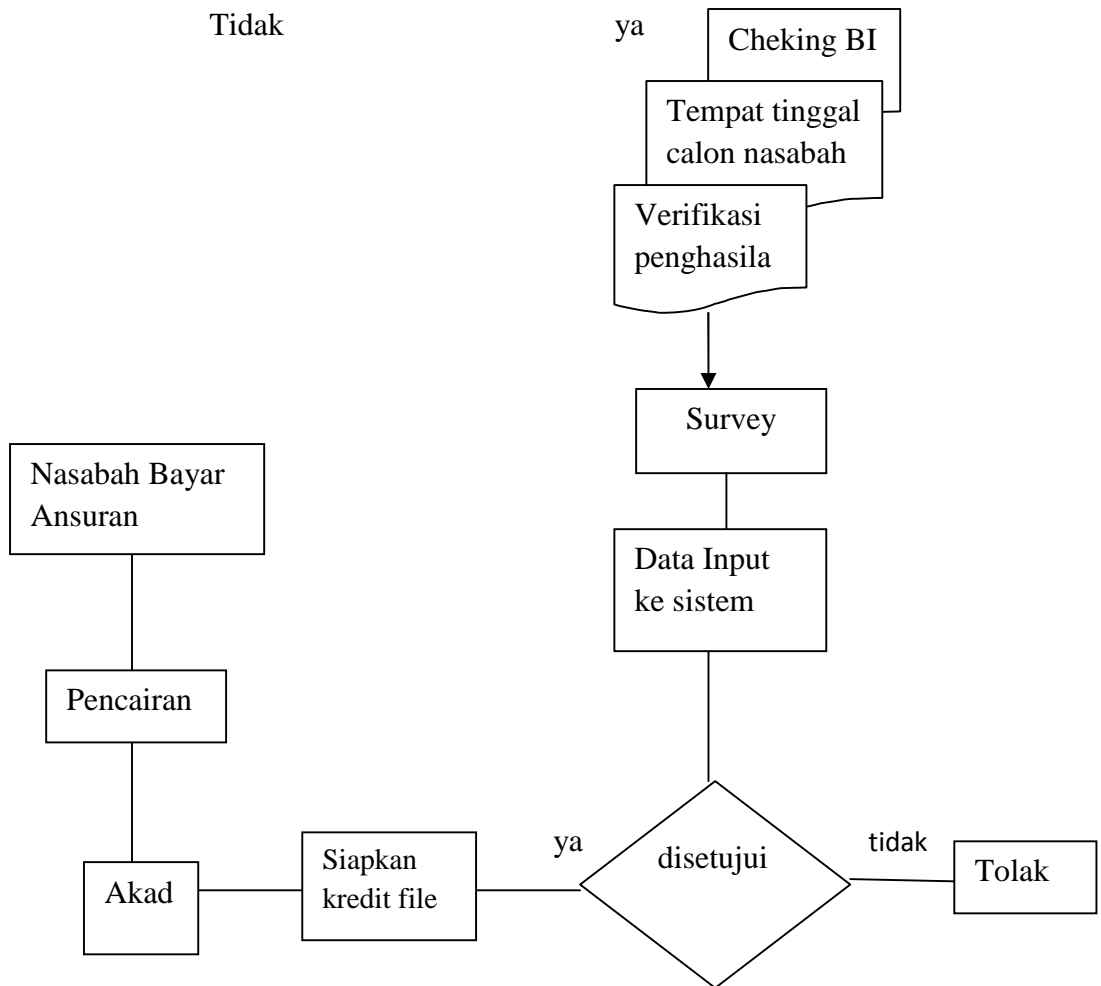 Tidak
ya
Cheking BI
Tempat tinggal
calon nasabah
Verifikasi
penghasila
Survey
Nasabah Bayar
Ansuran
Data Input
ke sistem
Pencairan
Akad
Siapkan
kredit file
ya
disetujui
tidak
Tolak